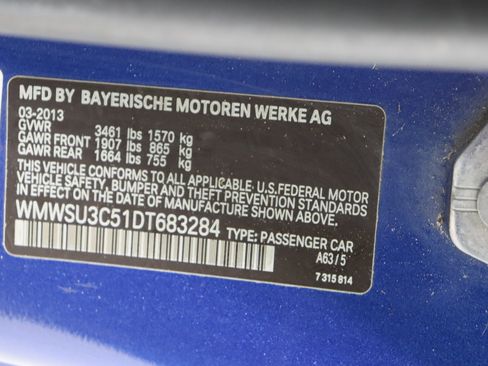 MFD BY BAYERISCHE MOTOREN WERKE AG
03-2013
GVWR 3461 lbs 1570 kg
GAWR FRONT 1907 lbs 865 kg
GAWR REAR 1664 lbs 755 kg
THIS VEHICLE CONFORMS TO ALL APPLICABLE, U.S.FEDERAL MOTOR
VEHICLE SAFETY, BUMPER, AND THEFT PREVENTION STANDARDS
IN EFFECT ON THE DATE OF MANUFACTURE SHOWN ABOVE.
WMWSU3C51DT683284
TYPE: PASSENGER CAR
A63/5
7 315 814